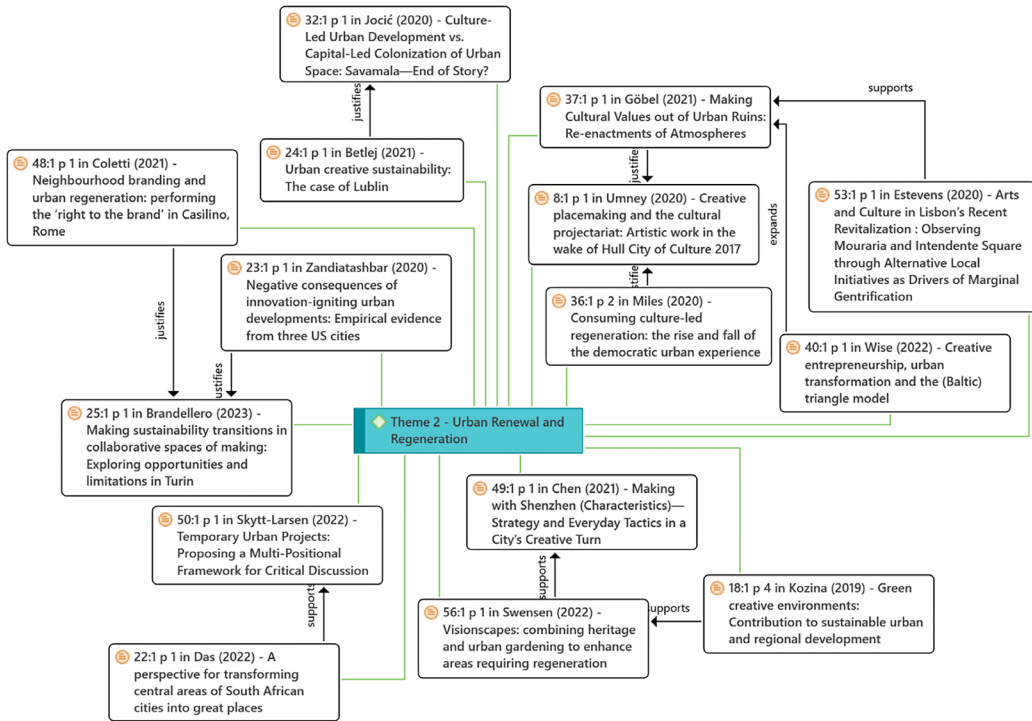 32:1 p 1 in Jocić (2020) - Culture-
Led Urban Development vs.
Capital-Led Colonization of Urban
Space: Savamala—End of Story?
justifies
24:1 p 1 in Betlej (2021) -
Urban creative sustainability:
The case of Lublin
37:1 p 1 in Göbel (2021) - Making
Cultural Values out of Urban Ruins:
Re-enactments of Atmospheres
supports
justifies
expands
48:1 p 1 in Coletti (2021) -
Neighbourhood branding and
urban regeneration: performing
the ‘right to the brand’ in Casilino,
Rome
8:1 p 1 in Umney (2020) - Creative
placemaking and the cultural
projectariat: Artistic work in the
wake of Hull City of Culture 2017
53:1 p 1 in Estevens (2020) - Arts
and Culture in Lisbon’s Recent
Revitalization : Observing
Mouraria and Intendente Square
through Alternative Local
Initiatives as Drivers of Marginal
Gentrification
23:1 p 1 in Zandiatashbar (2020) -
Negative consequences of
innovation-igniting urban
developments: Empirical evidence
from three US cities
justifies
36:1 p 2 in Miles (2020) -
Consuming culture-led
regeneration: the rise and fall of
the democratic urban experience
40:1 p 1 in Wise (2022) - Creative
entrepreneurship, urban
transformation and the (Baltic)
triangle model
ustifies
25:1 p 1 in Brandellero (2023) -
Making sustainability transitions in
collaborative spaces of making:
Exploring opportunities and
limitations in Turin
Theme 2 - Urban Renewal and
Regeneration
49:1 p 1 in Chen (2021) - Making
with Shenzhen (Characteristics)—
Strategy and Everyday Tactics in a
City’s Creative Turn
50:1 p 1 in Skytt-Larsen (2022) -
Temporary Urban Projects:
Proposing a Multi-Positional
Framework for Critical Discussion
supports
supports
56:1 p 1 in Swensen (2022) -
Visionscapes: combining heritage
and urban gardening to enhance
areas requiring regeneration
supports
18:1 p 4 in Kozina (2019) - Green
creative environments:
Contribution to sustainable urban
and regional development
22:1 p 1 in Das (2022) - A
perspective for transforming
central areas of South African
cities into great places